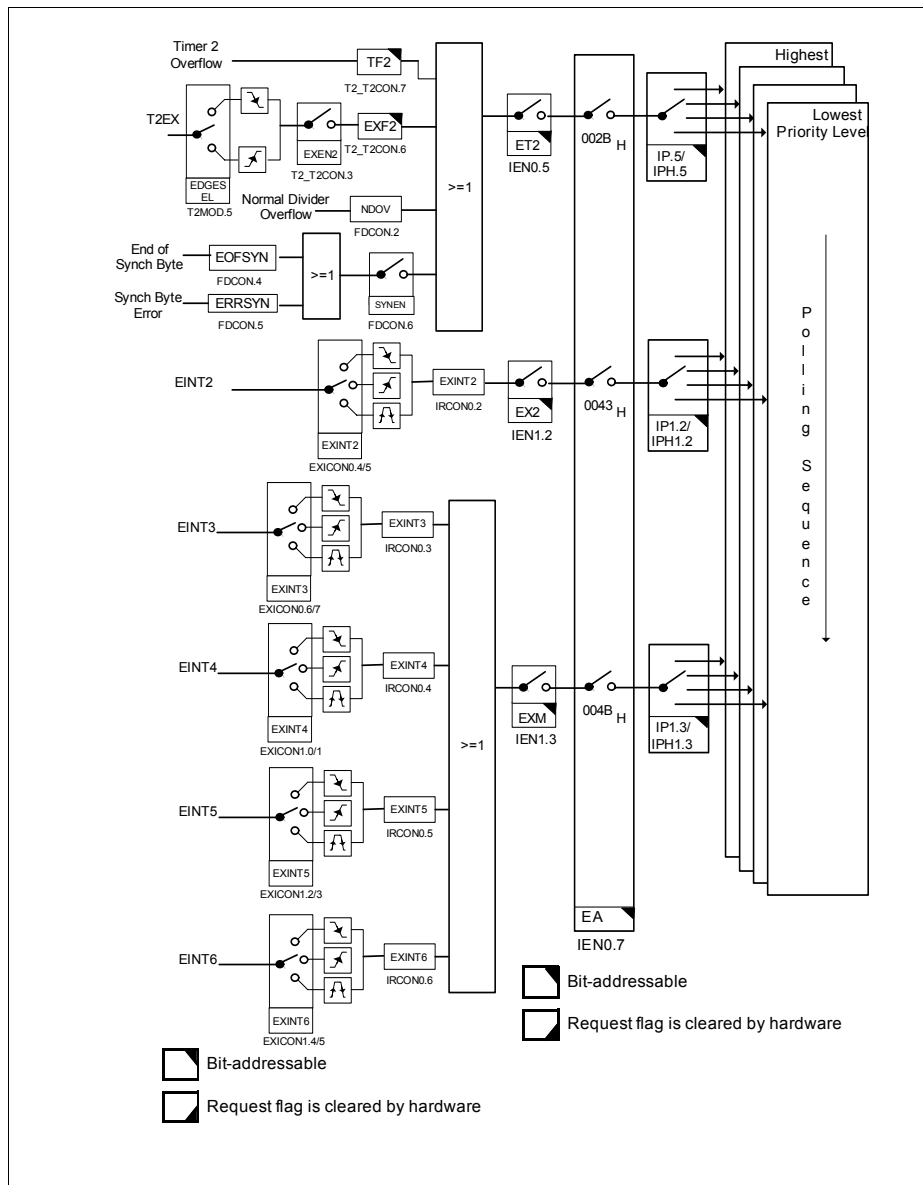 Timer 2
Overflow
TF2
T2_T2CON.7
T2EX
EDGES
EL
T2MOD.5
EXEN2
T2_T2CON.3
EXF2
T2_T2CON.6
Normal Divider
Overflow
NDOV
FDCON.2
End of
Synch Byte
EOFSYN
FDCON.4
>=1
Synch Byte
Error
ERRSYN
FDCON.5
SYNEN
FDCON.6
>=1
ET2
IEN0.5
002B H
IP.5/
IPH.5
Highest
Lowest
Priority Level
Polling Sequence
EINT2
EXINT2
EXICON0.4/5
EXINT2
IRCON0.2
EX2
IEN1.2
0043 H
IP1.2/
IPH1.2
EINT3
EXINT3
EXICON0.6/7
EXINT3
IRCON0.3
EINT4
EXINT4
EXICON1.0/1
EXINT4
IRCON0.4
>=1
EXM
IEN1.3
004B H
IP1.3/
IPH1.3
EINT5
EXINT5
EXICON1.2/3
EXINT5
IRCON0.5
EINT6
EXINT6
EXICON1.4/5
EXINT6
IRCON0.6
EA
IEN0.7
Bit-addressable
Request flag is cleared by hardware
Bit-addressable
Request flag is cleared by hardware